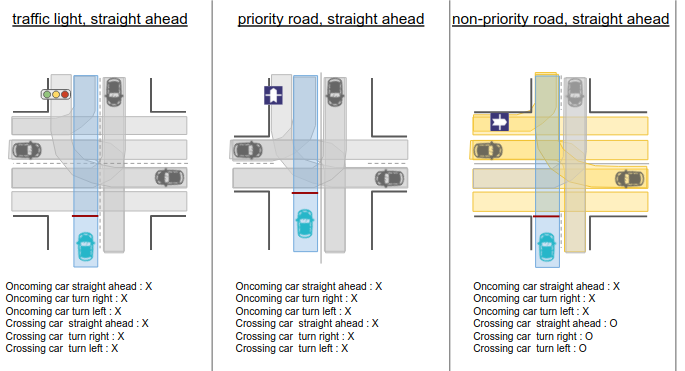 traffic light, straight ahead
Oncoming car straight ahead : X
Oncoming car turn right : X
Oncoming car turn left : X
Crossing car  straight ahead : X
Crossing car  turn right : X
Crossing car  turn left : X
priority road, straight ahead
Oncoming car straight ahead : X
Oncoming car turn right : X
Oncoming car turn left : X
Crossing car  straight ahead : X
Crossing car  turn right : X
Crossing car  turn left : X
non-priority road, straight ahead
Oncoming car straight ahead : X
Oncoming car turn right : X
Oncoming car turn left : X
Crossing car  straight ahead : O
Crossing car  turn right : O
Crossing car  turn left : O